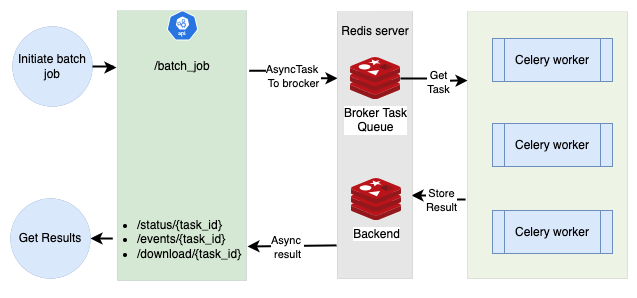 Initiate batch
job
api
/batch_job
AsyncTask
To brocker
Redis server
Broker Task
Queue
Get
Task
Celery worker
Celery worker
Celery worker
Store
Result
Backend
Async
result
• /status/{task_id}
• /events/{task_id}
• /download/{task_id}
Get Results